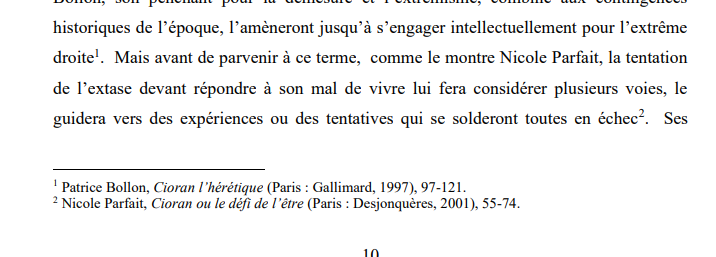 Bollon, son penchant pour la démesure et l'extrémisme, combiné aux contingences
historiques de l'époque, l'amèneront jusqu'à s'engager intellectuellement pour l'extrême
droite¹. Mais avant de parvenir à ce terme, comme le montre Nicole Parfait, la tentation
de l'extase devant répondre à son mal de vivre lui fera considérer plusieurs voies, le
guidera vers des expériences ou des tentatives qui se solderont toutes en échec². Ses
¹ Patrice Bollon, Cioran l'hérétique (Paris : Gallimard, 1997), 97-121.
² Nicole Parfait, Cioran ou le défi de l'être (Paris : Desjonquères, 2001), 55-74.
10